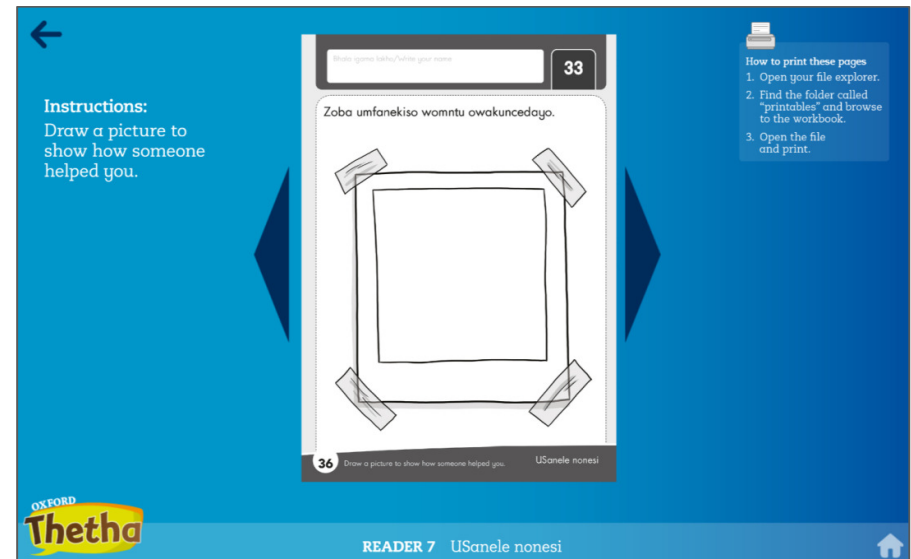 Instructions:
Draw a picture to
show how someone
helped you.
Bhala igama lakho/Write your name
33
Zoba umfanekiso womntu owakuncedayo.
36 Draw a picture to show how someone helped you. USanele nonesi
How to print these pages
1. Open your file explorer.
2. Find the folder called
"printables" and browse
to the workbook.
3. Open the file
and print.
OXFORD
Thetha
READER 7 USanele nonesi